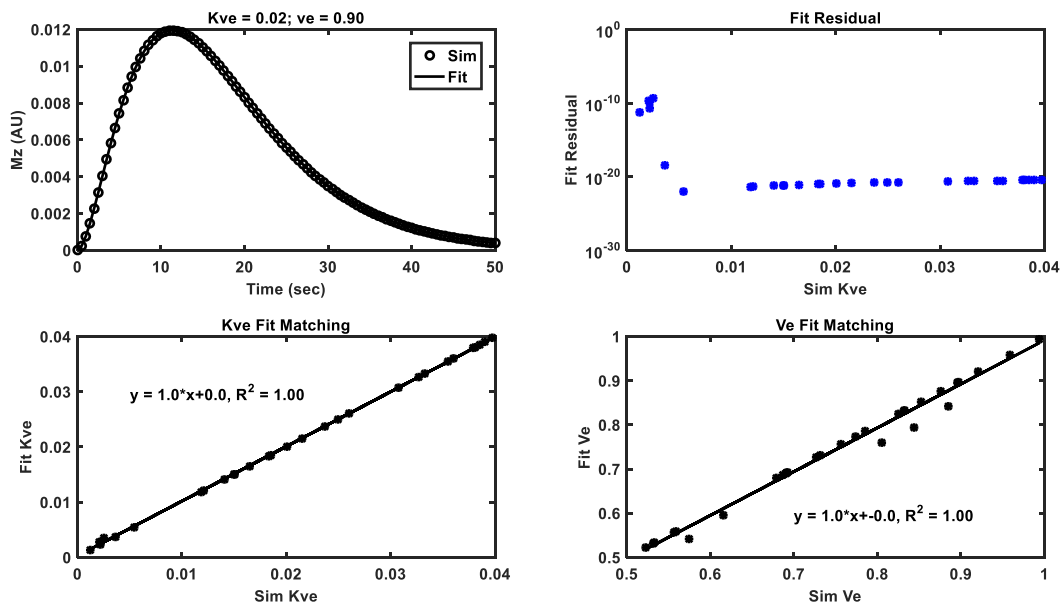 Kve = 0.02; ve = 0.90
0.012
0.01
0.008
0.006
0.004
0.002
0
Mz (AU)
Sim
Fit
0 10 20 30 40 50
Time (sec)
Fit Residual
10^0
10^-10
10^-20
10^-30
Fit Residual
0 0.01 0.02 0.03 0.04
Sim Kve
Kve Fit Matching
0.04
0.03
0.02
0.01
0
Fit Kve
y = 1.0*x+0.0, R^2 = 1.00
0 0.01 0.02 0.03 0.04
Sim Kve
Ve Fit Matching
1
0.9
0.8
0.7
0.6
0.5
Fit Ve
y = 1.0*x+-0.0, R^2 = 1.00
0.5 0.6 0.7 0.8 0.9 1
Sim Ve